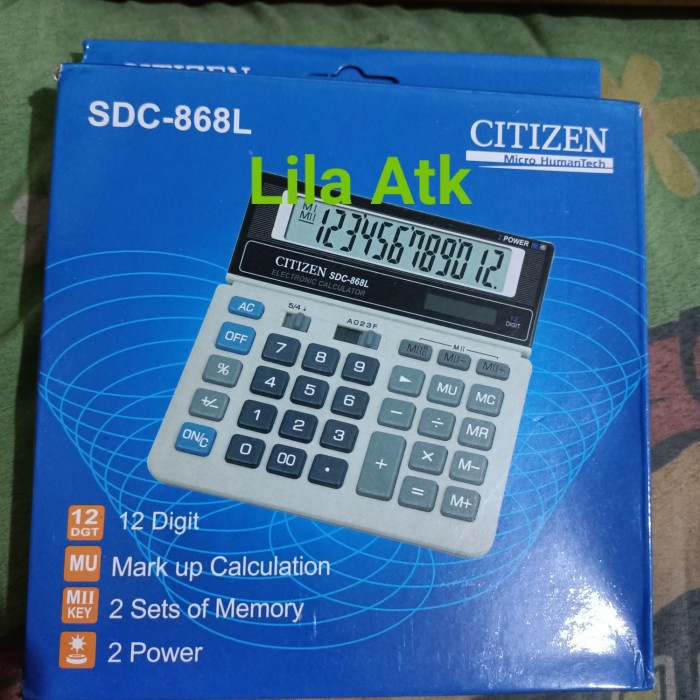 CITIZEN
SDC-868L
CITIZEN
Micro HumanTech
Lila Atk
MI
MII
123456789012.
2 POWER
CITIZEN SDC-868L
ELECTRONIC CALCULATOR
12
DIGIT
AC
5/4
A023F
MII
OFF
7 8 9
MII- MII+
% 4 5 6
MU MC
+/- 1 2 3
− ÷ MR
ON/C 0 00 .
+ × M−
= M+
12 DGT 12 Digit
MU Mark up Calculation
MII KEY 2 Sets of Memory
2 Power